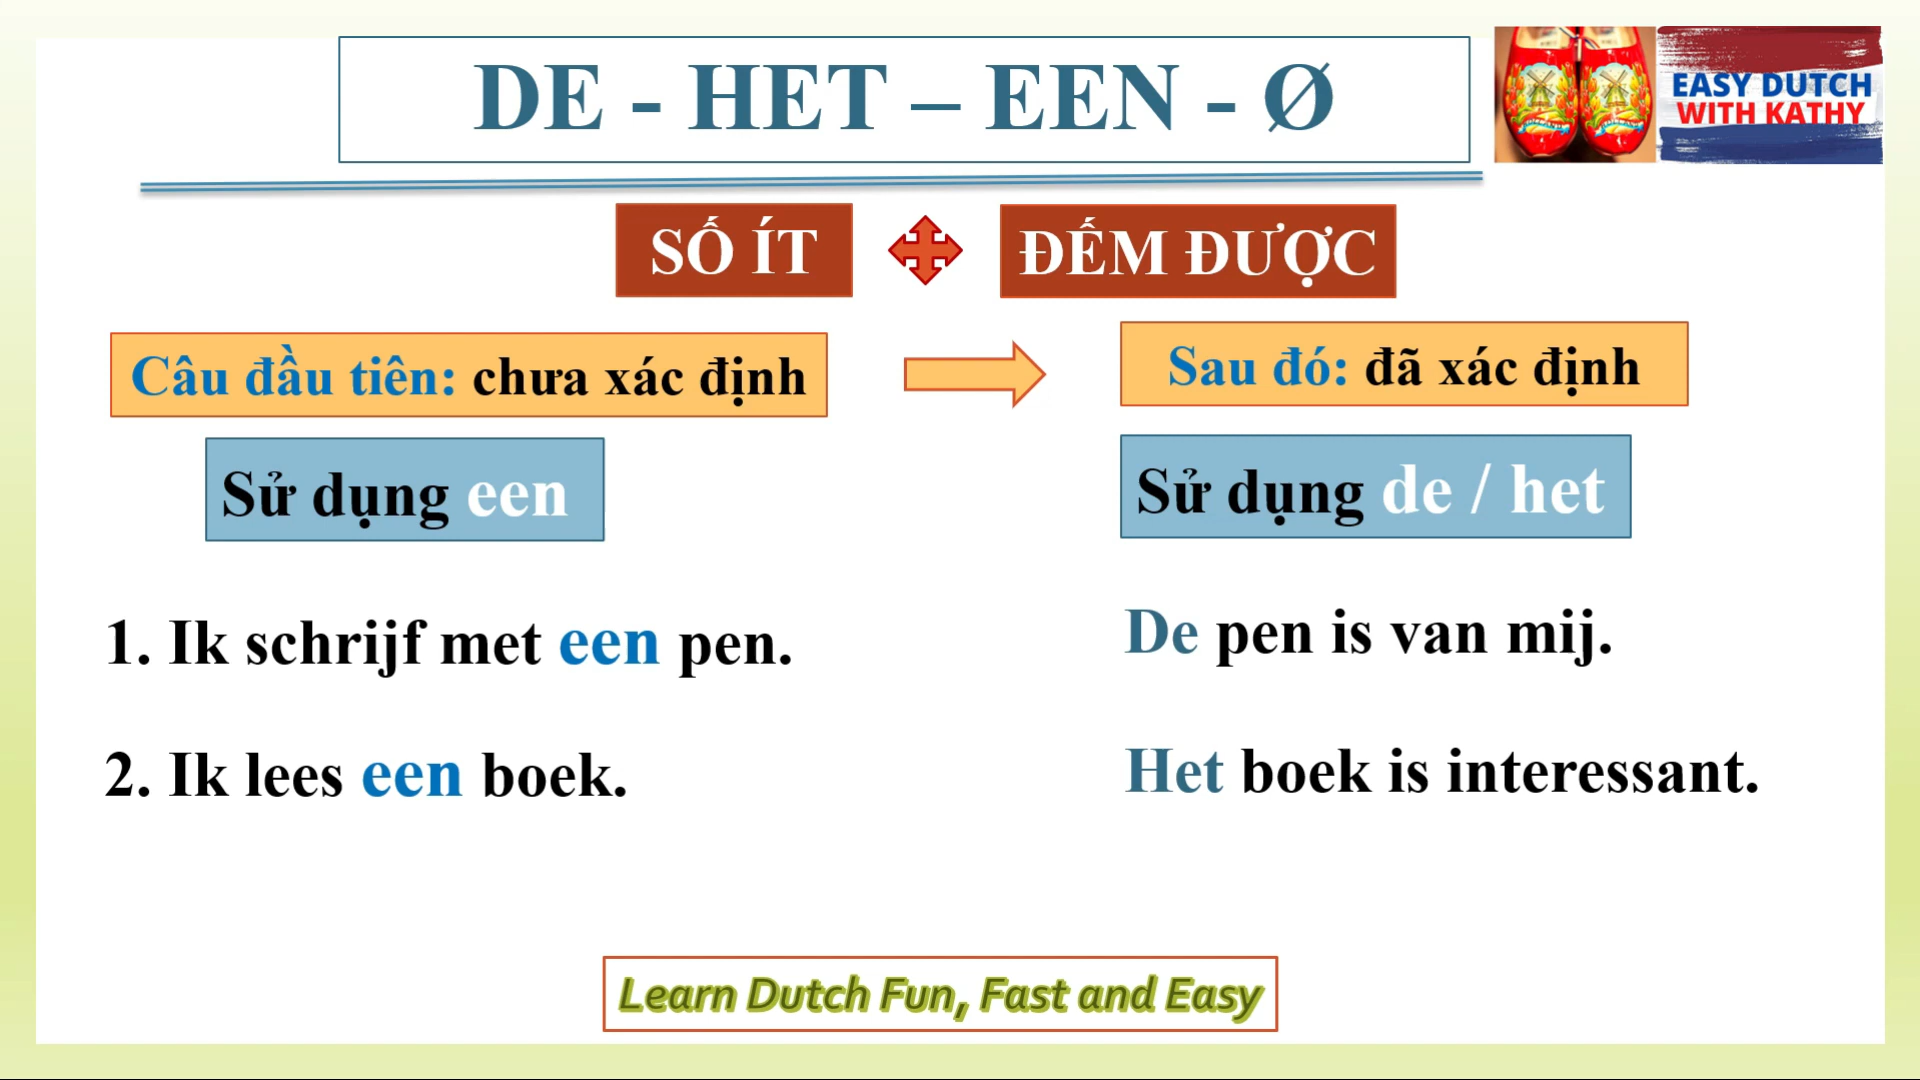 DE - HET – EEN - Ø
EASY DUTCH
WITH KATHY
SỐ ÍT
ĐẾM ĐƯỢC
Câu đầu tiên: chưa xác định
Sau đó: đã xác định
Sử dụng een
Sử dụng de / het
1. Ik schrijf met een pen.
De pen is van mij.
2. Ik lees een boek.
Het boek is interessant.
Learn Dutch Fun, Fast and Easy